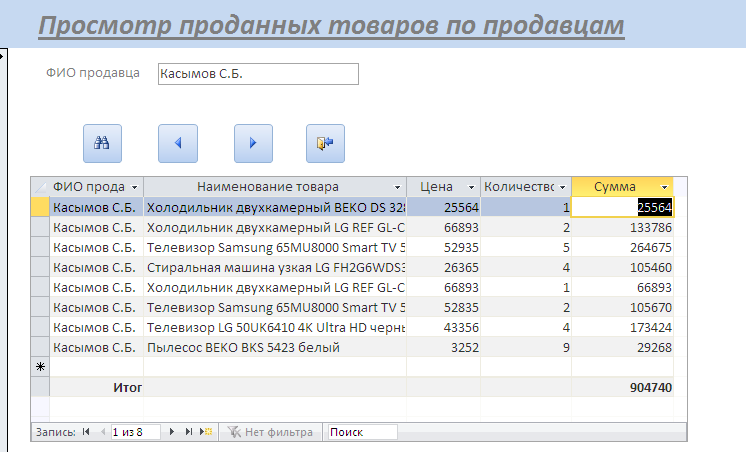 Просмотр проданных товаров по продавцам
ФИО продавца Касымов С.Б.
ФИО прода Наименование товара Цена Количество Сумма
Касымов С.Б. Холодильник двухкамерный BEKO DS 328 25564 1 25564
Касымов С.Б. Холодильник двухкамерный LG REF GL-C 66893 2 133786
Касымов С.Б. Телевизор Samsung 65MU8000 Smart TV 5 52935 5 264675
Касымов С.Б. Стиральная машина узкая LG FH2G6WDS3 26365 4 105460
Касымов С.Б. Холодильник двухкамерный LG REF GL-C 66893 1 66893
Касымов С.Б. Телевизор Samsung 65MU8000 Smart TV 5 52835 2 105670
Касымов С.Б. Телевизор LG 50UK6410 4K Ultra HD черны 43356 4 173424
Касымов С.Б. Пылесос BEKO BKS 5423 белый 3252 9 29268
Итог 904740
Запись: 1 из 8 Нет фильтра Поиск